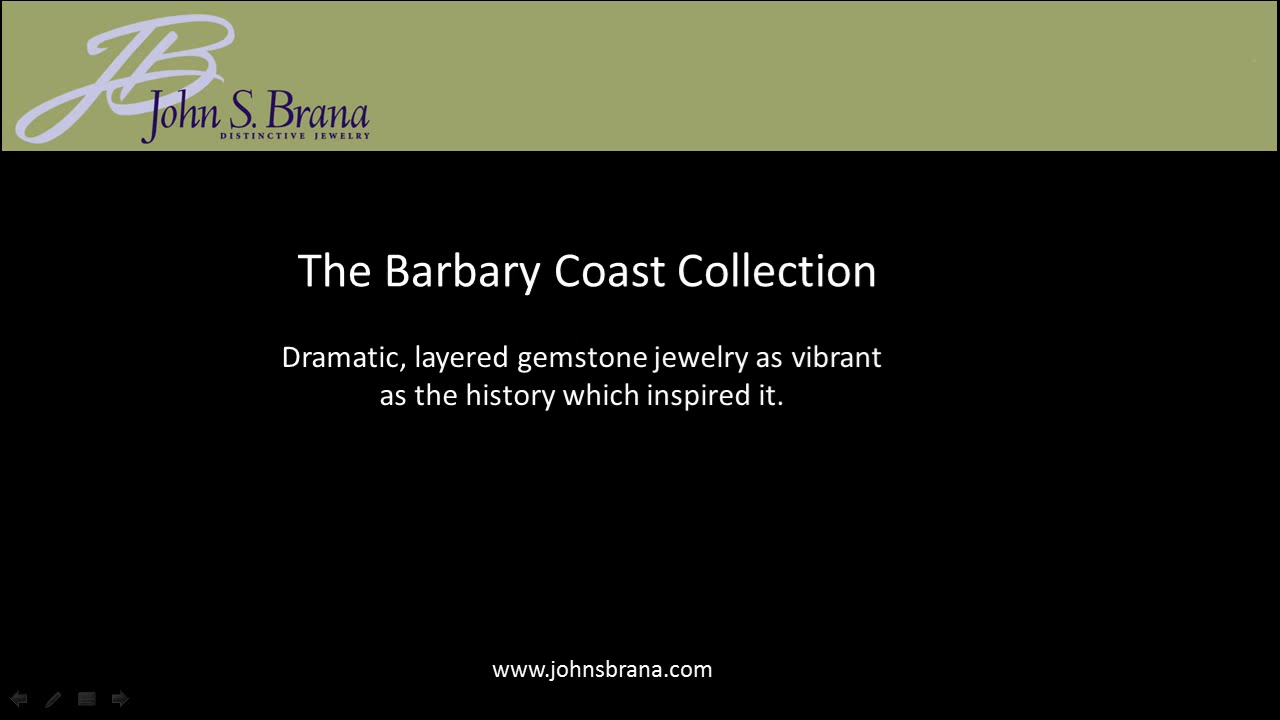 JB
John S. Brana
DISTINCTIVE JEWELRY
The Barbary Coast Collection
Dramatic, layered gemstone jewelry as vibrant
as the history which inspired it.
www.johnsbrana.com